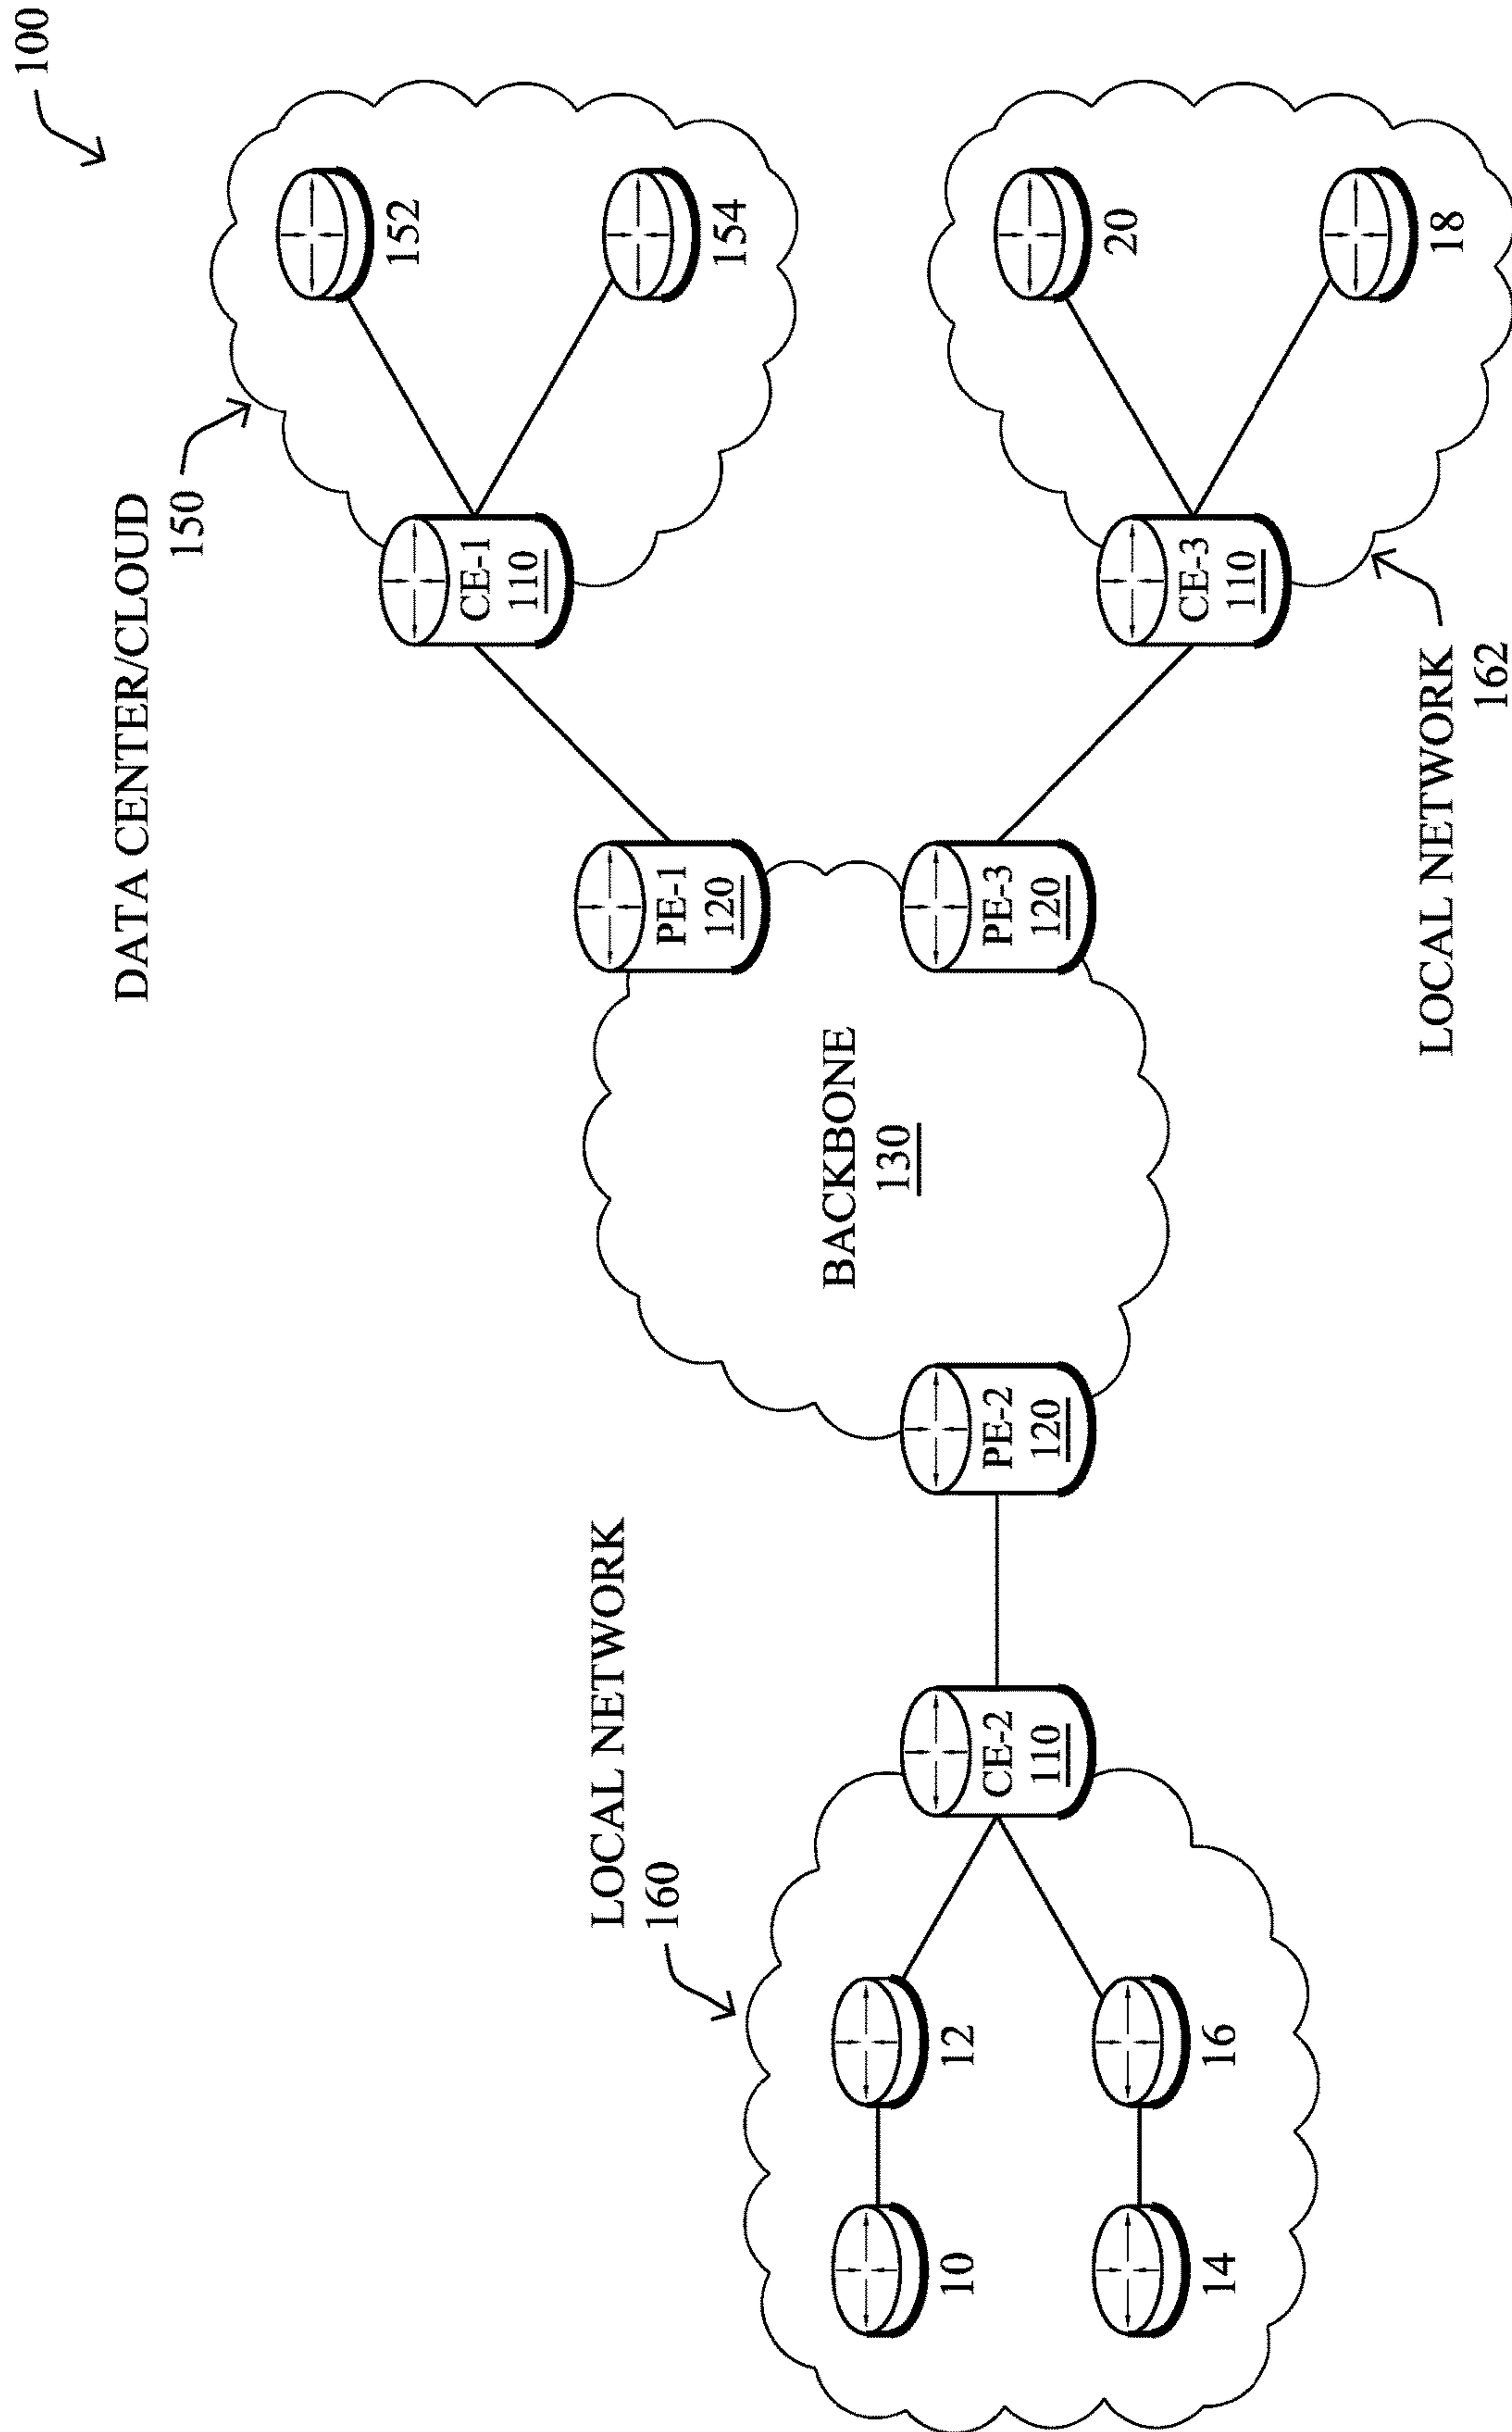 100
DATA CENTER/CLOUD
150
152
154
CE-1
110
PE-1
120
LOCAL NETWORK
160
BACKBONE
130
10
12
14
16
CE-2
110
PE-2
120
PE-3
120
CE-3
110
20
18
LOCAL NETWORK
162